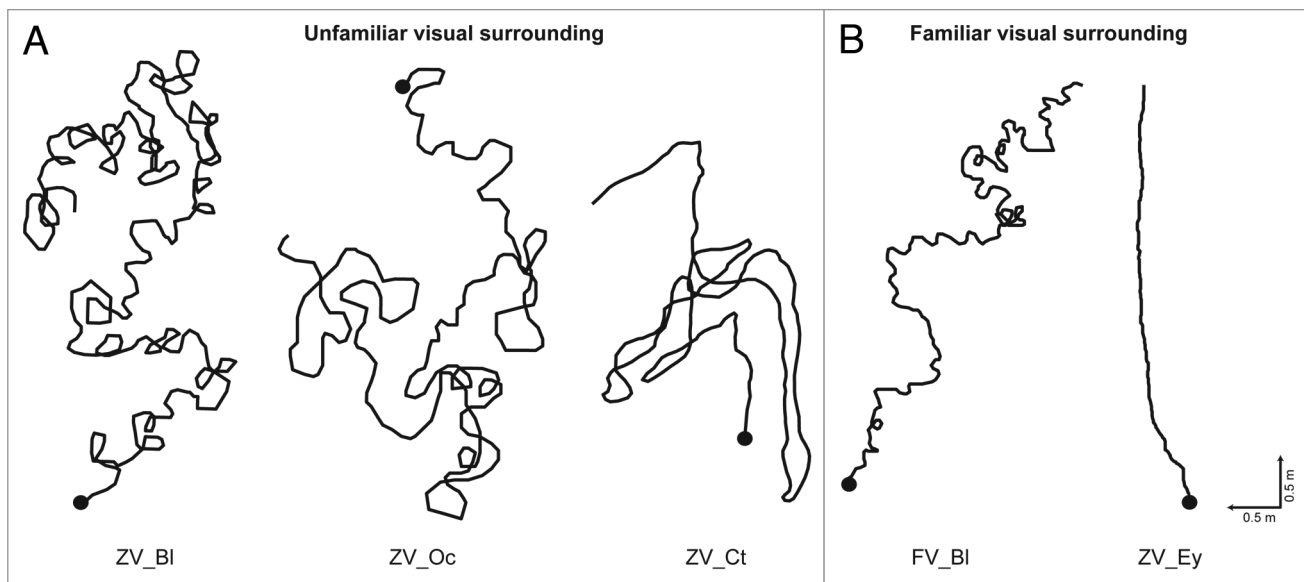 A
Unfamiliar visual surrounding
B
Familiar visual surrounding
0.5 m
0.5 m
ZV_Bl
ZV_Oc
ZV_Ct
FV_Bl
ZV_Ey